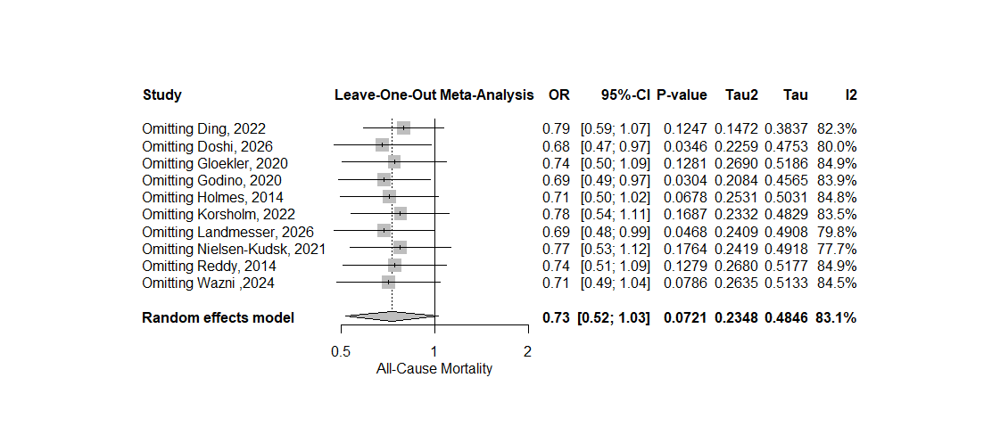 Study Leave-One-Out Meta-Analysis OR 95%-CI P-value Tau2 Tau I2
Omitting Ding, 2022 0.79 [0.59; 1.07] 0.1247 0.1472 0.3837 82.3%
Omitting Doshi, 2026 0.68 [0.47; 0.97] 0.0346 0.2259 0.4753 80.0%
Omitting Gloekler, 2020 0.74 [0.50; 1.09] 0.1281 0.2690 0.5186 84.9%
Omitting Godino, 2020 0.69 [0.49; 0.97] 0.0304 0.2084 0.4565 83.9%
Omitting Holmes, 2014 0.71 [0.50; 1.02] 0.0678 0.2531 0.5031 84.8%
Omitting Korsholm, 2022 0.78 [0.54; 1.11] 0.1687 0.2332 0.4829 83.5%
Omitting Landmesser, 2026 0.69 [0.48; 0.99] 0.0468 0.2409 0.4908 79.8%
Omitting Nielsen-Kudsk, 2021 0.77 [0.53; 1.12] 0.1764 0.2419 0.4918 77.7%
Omitting Reddy, 2014 0.74 [0.51; 1.09] 0.1279 0.2680 0.5177 84.9%
Omitting Wazni ,2024 0.71 [0.49; 1.04] 0.0786 0.2635 0.5133 84.5%
Random effects model 0.73 [0.52; 1.03] 0.0721 0.2348 0.4846 83.1%
0.5 1 2
All-Cause Mortality